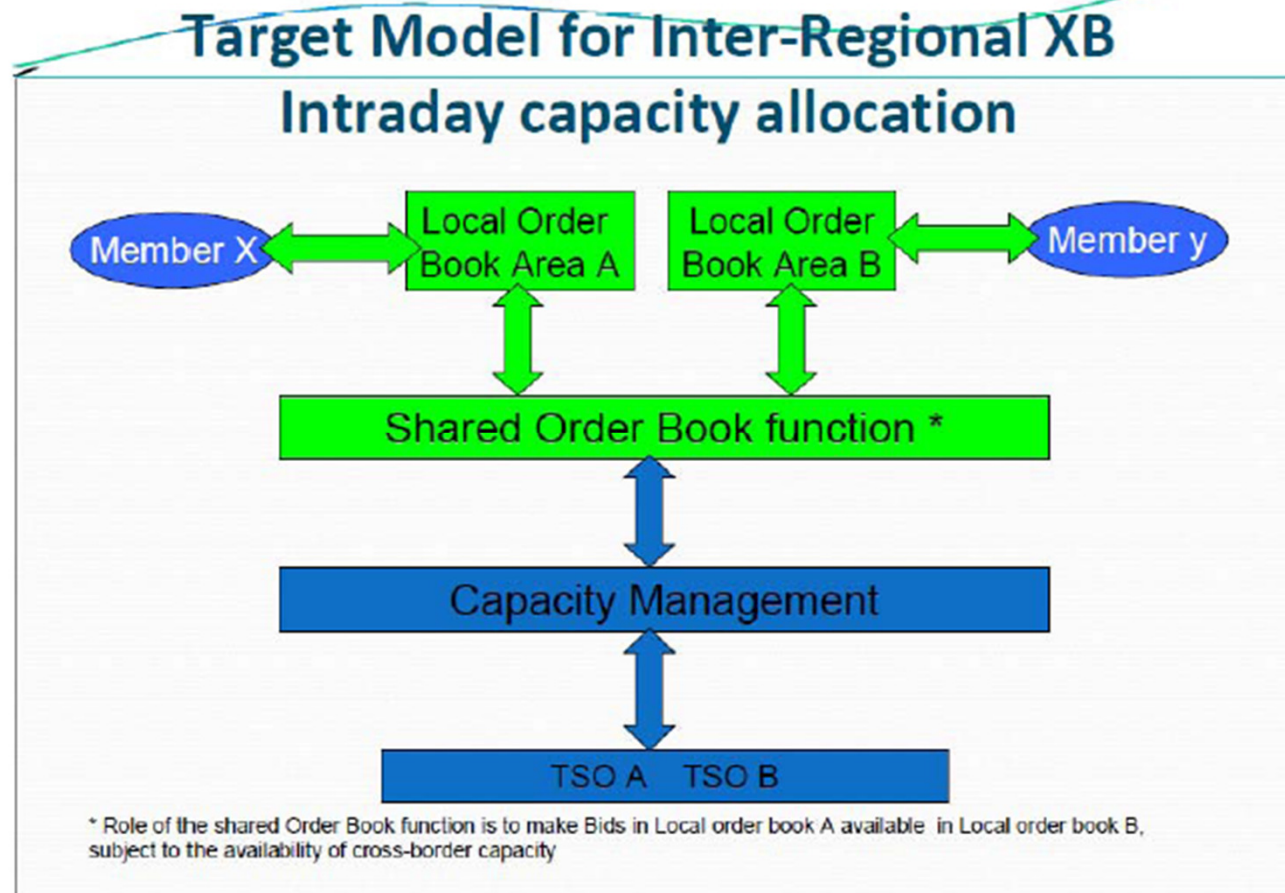 Target Model for Inter-Regional XB
Intraday capacity allocation
Member X
Local Order
Book Area A
Local Order
Book Area B
Member y
Shared Order Book function *
Capacity Management
TSO A TSO B
* Role of the shared Order Book function is to make Bids in Local order book A available in Local order book B,
subject to the availability of cross-border capacity